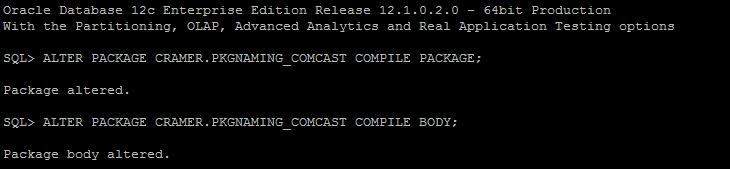 Oracle Database 12c Enterprise Edition Release 12.1.0.2.0 - 64bit Production
With the Partitioning, OLAP, Advanced Analytics and Real Application Testing options
SQL> ALTER PACKAGE CRAMER.PKGNAMING_COMCAST COMPILE PACKAGE;
Package altered.
SQL> ALTER PACKAGE CRAMER.PKGNAMING_COMCAST COMPILE BODY;
Package body altered.